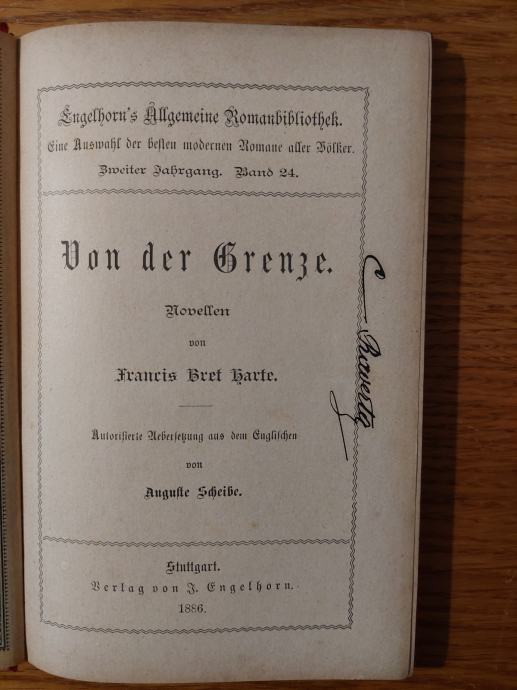 Engelhorn's Allgemeine Romanbibliothek.
Eine Auswahl der besten modernen Romane aller Völker.
Zweiter Jahrgang. Band 24.
Von der Grenze.
Novellen
von
Francis Bret Harte.
Autorisierte Uebersetzung aus dem Englischen
von
Auguste Scheibe.
Stuttgart.
Verlag von J. Engelhorn.
1886.